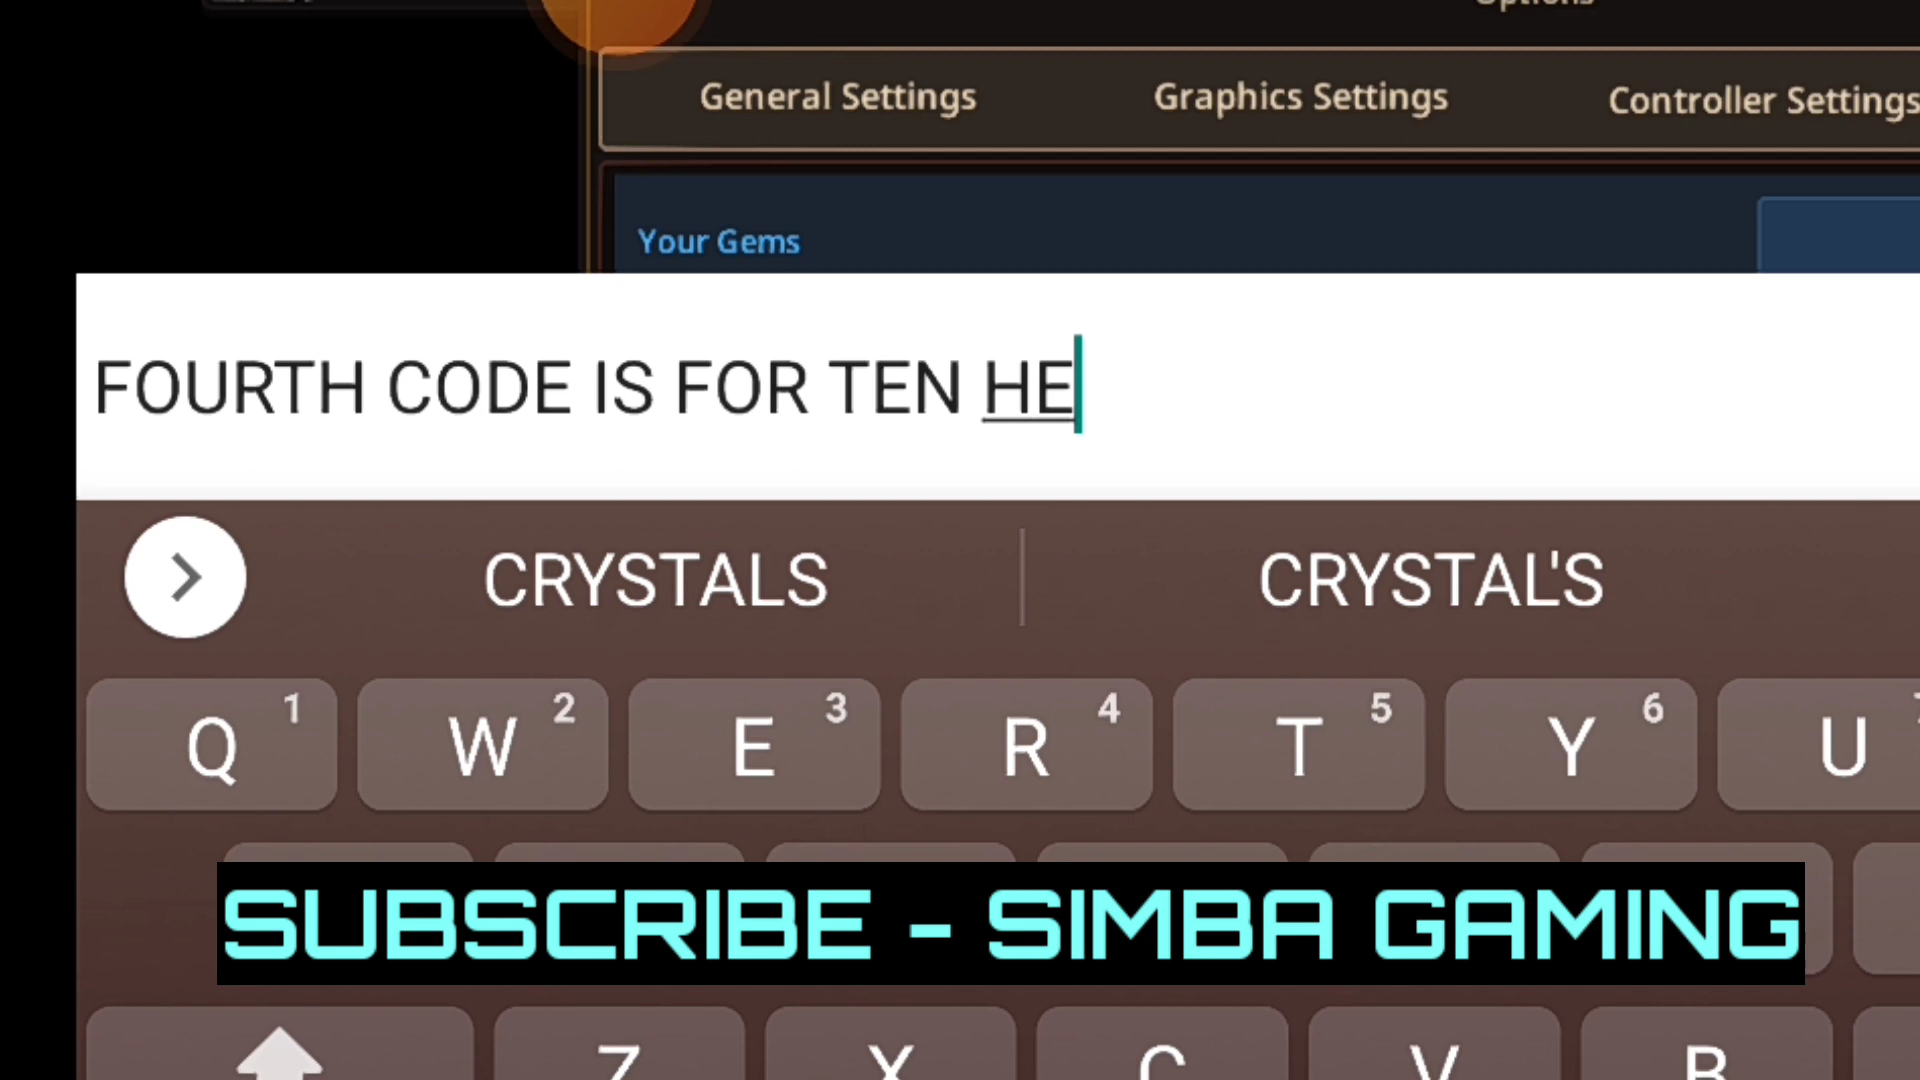 Options
General Settings Graphics Settings Controller Settings
Your Gems
FOURTH CODE IS FOR TEN HE
CRYSTALS CRYSTAL'S
Q 1 W 2 E 3 R 4 T 5 Y 6 U
SUBSCRIBE - SIMBA GAMING
Z X C V B